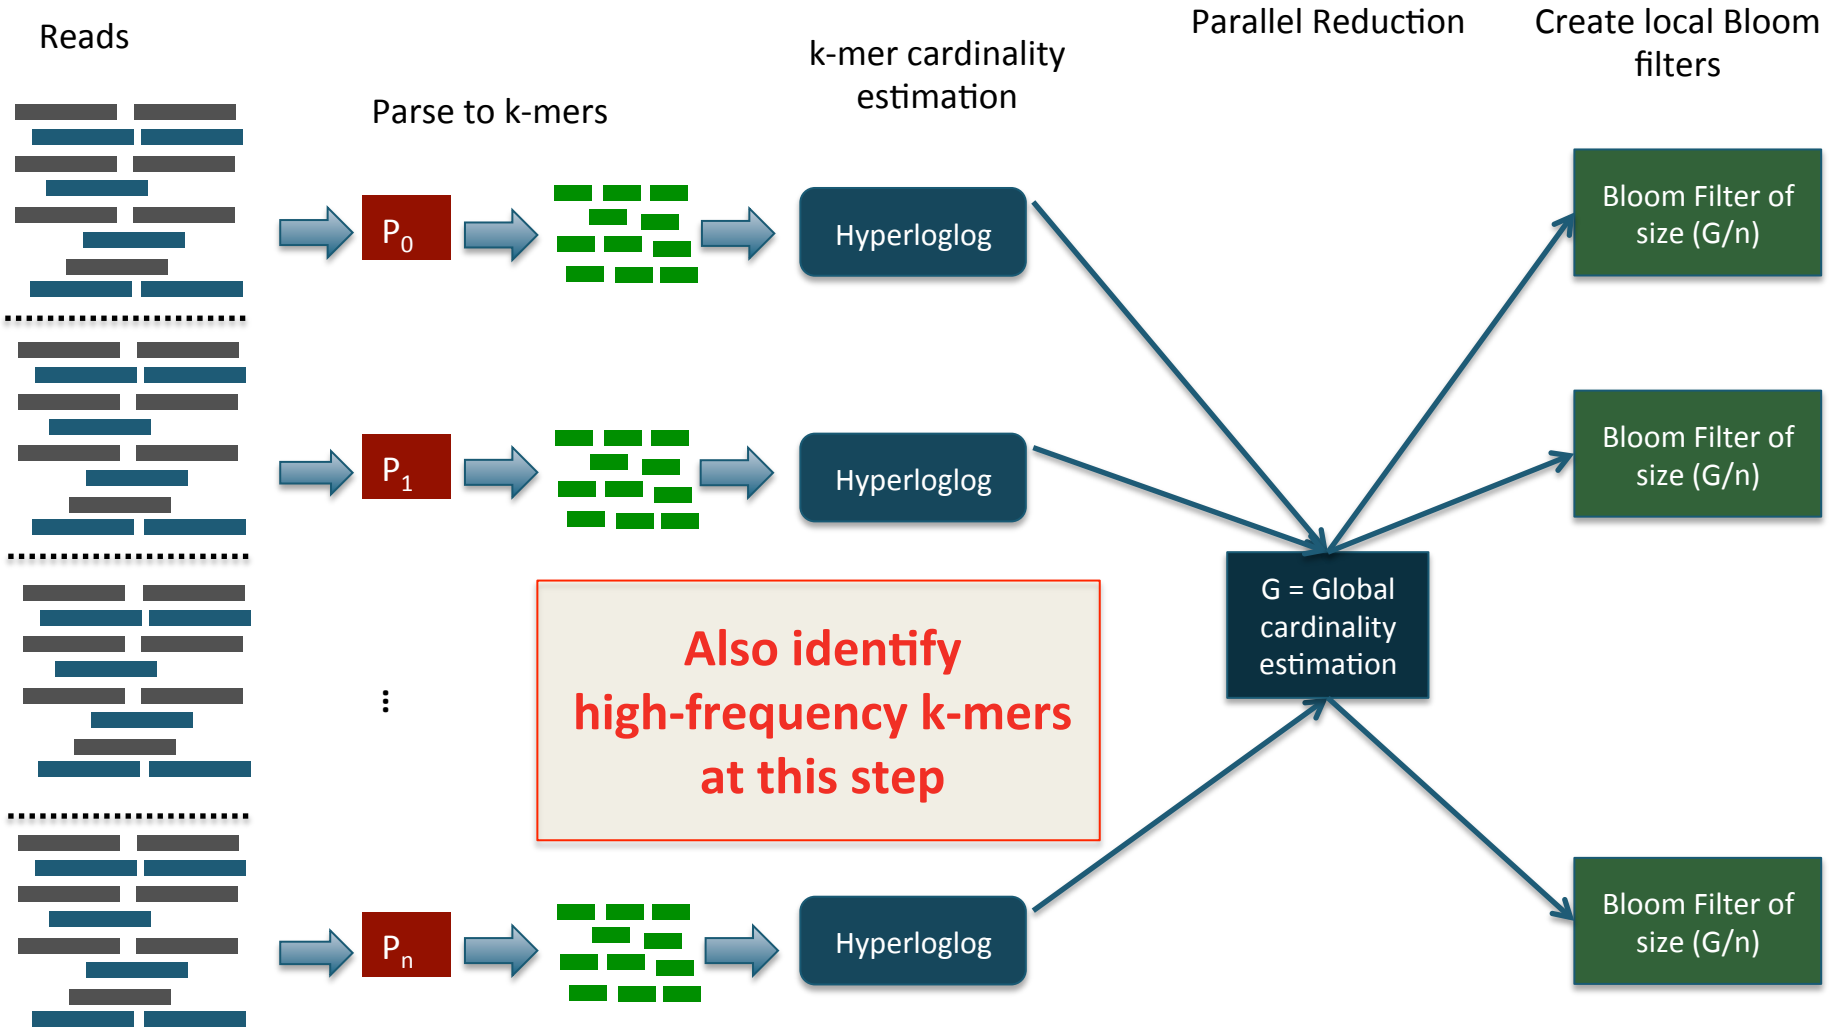 Reads
Parse to k-mers
k-mer cardinality
estimation
Parallel Reduction
Create local Bloom
filters
P0
Hyperloglog
Bloom Filter of
size (G/n)
P1
Hyperloglog
Bloom Filter of
size (G/n)
Also identify
high-frequency k-mers
at this step
G = Global
cardinality
estimation
...
Pn
Hyperloglog
Bloom Filter of
size (G/n)